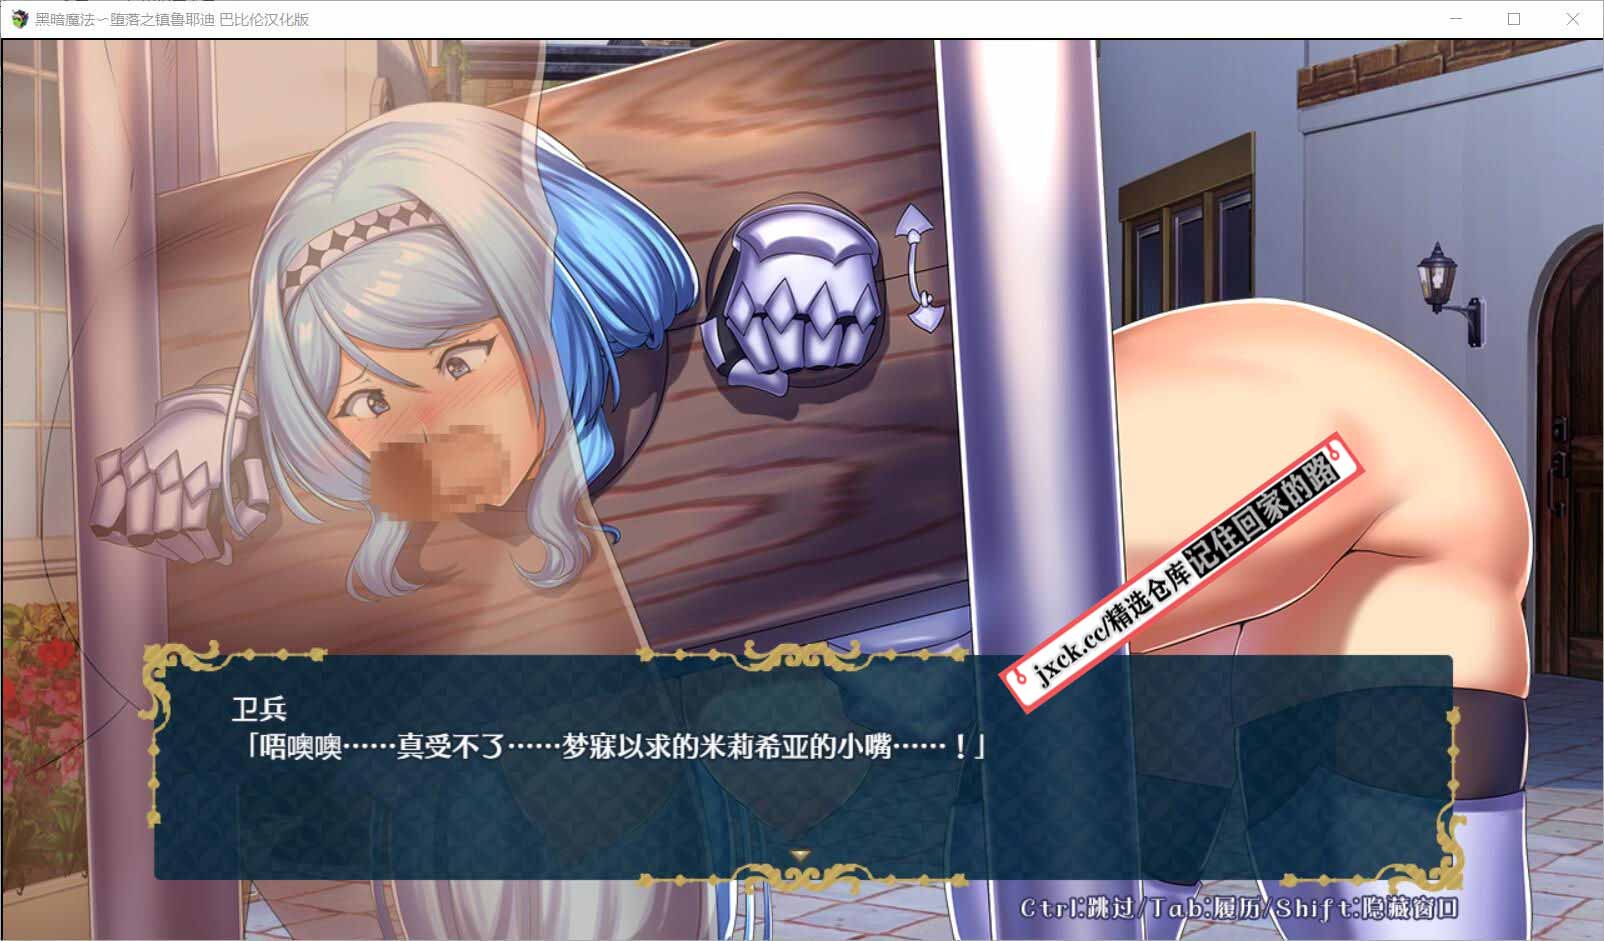 黑暗魔法~堕落之镇鲁耶迪 巴比伦汉化版
jxck.cc/精选仓库 记住回家的路
卫兵
「唔噢噢……真受不了……梦寐以求的米莉希亚的小嘴……！」
Ctrl:跳过/Tab:履历/Shift:隐藏窗口